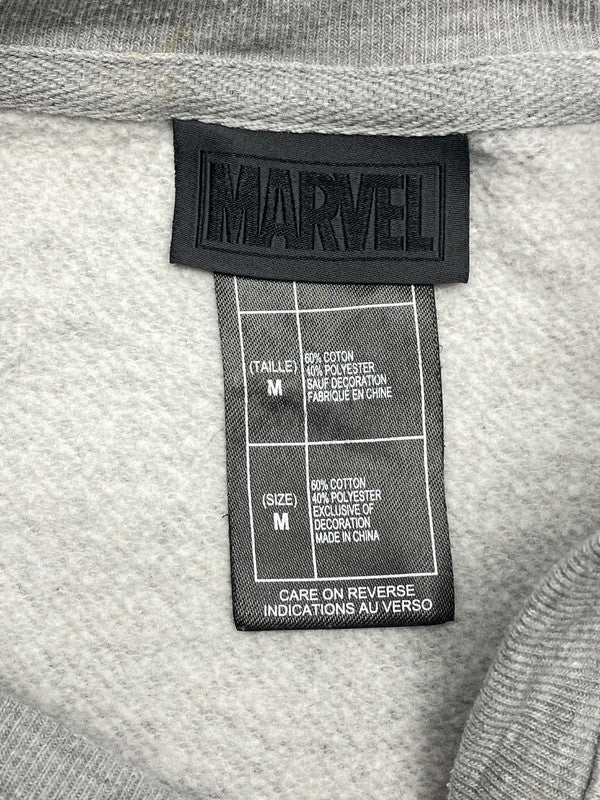 MARVEL
(TAILLE)
M
60% COTON
40% POLYESTER
SAUF DECORATION
FABRIQUÉ EN CHINE
(SIZE)
M
60% COTTON
40% POLYESTER
EXCLUSIVE OF
DECORATION
MADE IN CHINA
CARE ON REVERSE
INDICATIONS AU VERSO